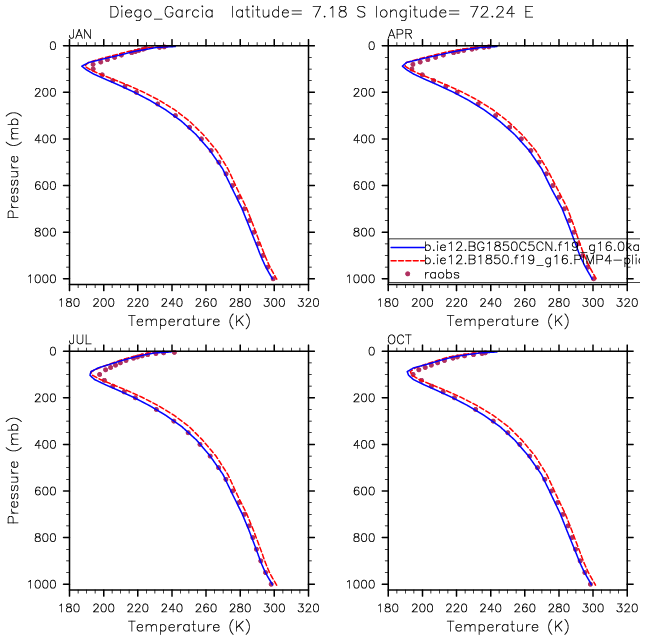 Diego_Garcia latitude= 7.18 S longitude= 72.24 E
JAN
APR
0
200
400
600
800
1000
Pressure (mb)
180 200 220 240 260 280 300 320
Temperature (K)
0
200
400
600
800
1000
b.ie12.BG1850C5CN.f19_g16.0ka
b.ie12.B1850.f19_g16.PMIP4-plio
raobs
180 200 220 240 260 280 300 320
Temperature (K)
JUL
OCT
0
200
400
600
800
1000
Pressure (mb)
180 200 220 240 260 280 300 320
Temperature (K)
0
200
400
600
800
1000
180 200 220 240 260 280 300 320
Temperature (K)